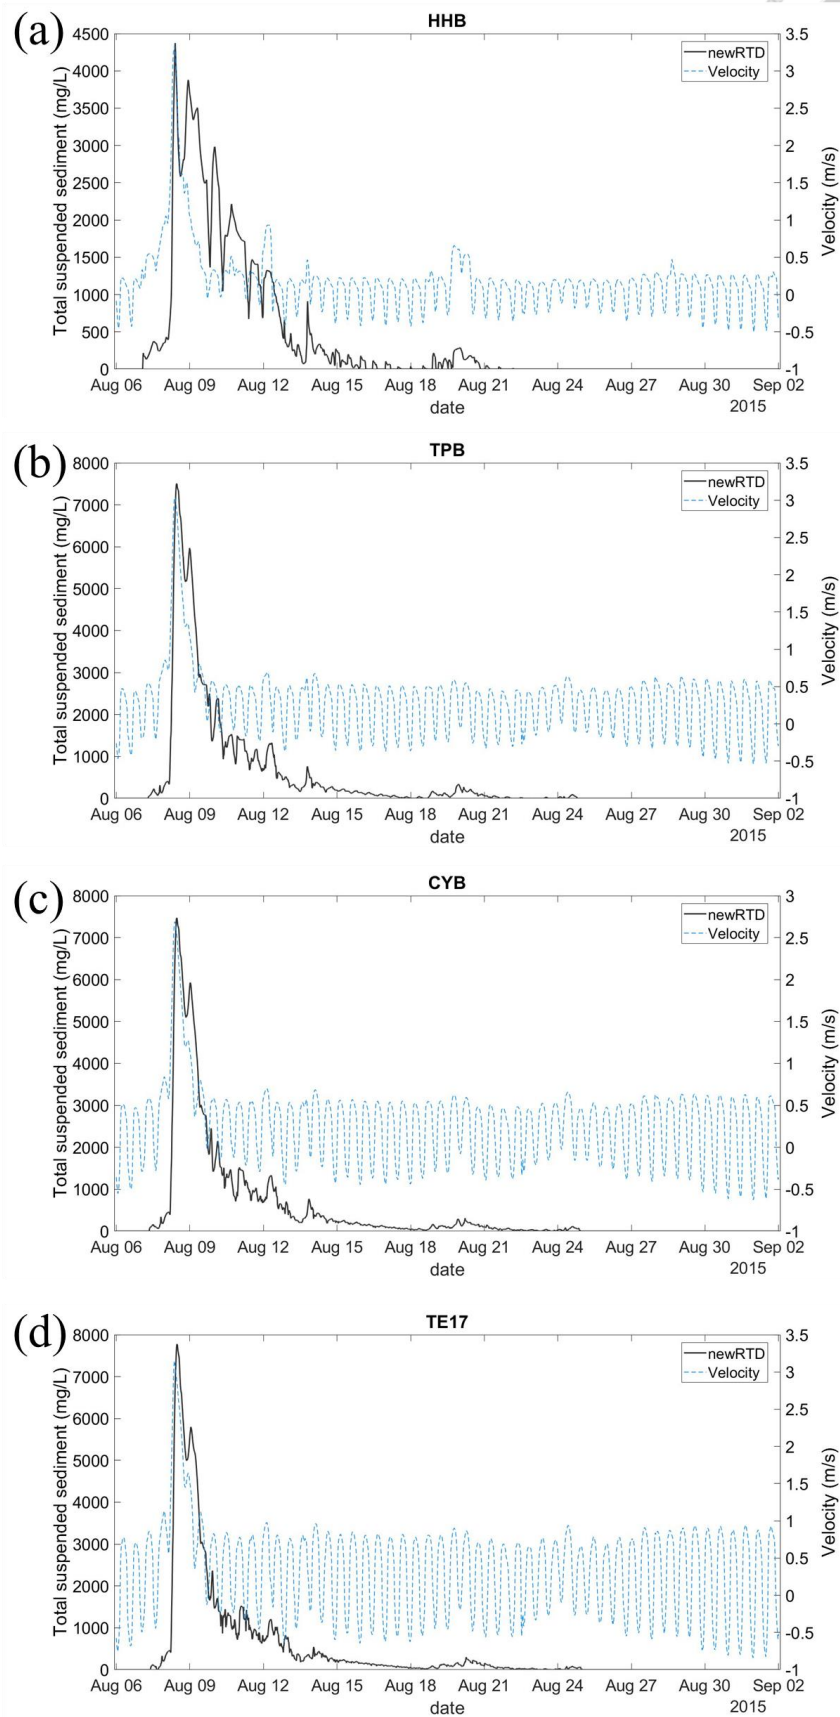 (a)
HHB
Total suspended sediment (mg/L)
4500
4000
3500
3000
2500
2000
1500
1000
500
0
3.5
3
2.5
2
1.5
1
0.5
0
-0.5
-1
Velocity (m/s)
newRTD
Velocity
Aug 06 Aug 09 Aug 12 Aug 15 Aug 18 Aug 21 Aug 24 Aug 27 Aug 30 Sep 02
date
2015
(b)
TPB
Total suspended sediment (mg/L)
8000
7000
6000
5000
4000
3000
2000
1000
0
3.5
3
2.5
2
1.5
1
0.5
0
-0.5
-1
Velocity (m/s)
newRTD
Velocity
Aug 06 Aug 09 Aug 12 Aug 15 Aug 18 Aug 21 Aug 24 Aug 27 Aug 30 Sep 02
date
2015
(c)
CYB
Total suspended sediment (mg/L)
8000
7000
6000
5000
4000
3000
2000
1000
0
3
2.5
2
1.5
1
0.5
0
-0.5
-1
Velocity (m/s)
newRTD
Velocity
Aug 06 Aug 09 Aug 12 Aug 15 Aug 18 Aug 21 Aug 24 Aug 27 Aug 30 Sep 02
date
2015
(d)
TE17
Total suspended sediment (mg/L)
8000
7000
6000
5000
4000
3000
2000
1000
0
3.5
3
2.5
2
1.5
1
0.5
0
-0.5
-1
Velocity (m/s)
newRTD
Velocity
Aug 06 Aug 09 Aug 12 Aug 15 Aug 18 Aug 21 Aug 24 Aug 27 Aug 30 Sep 02
date
2015